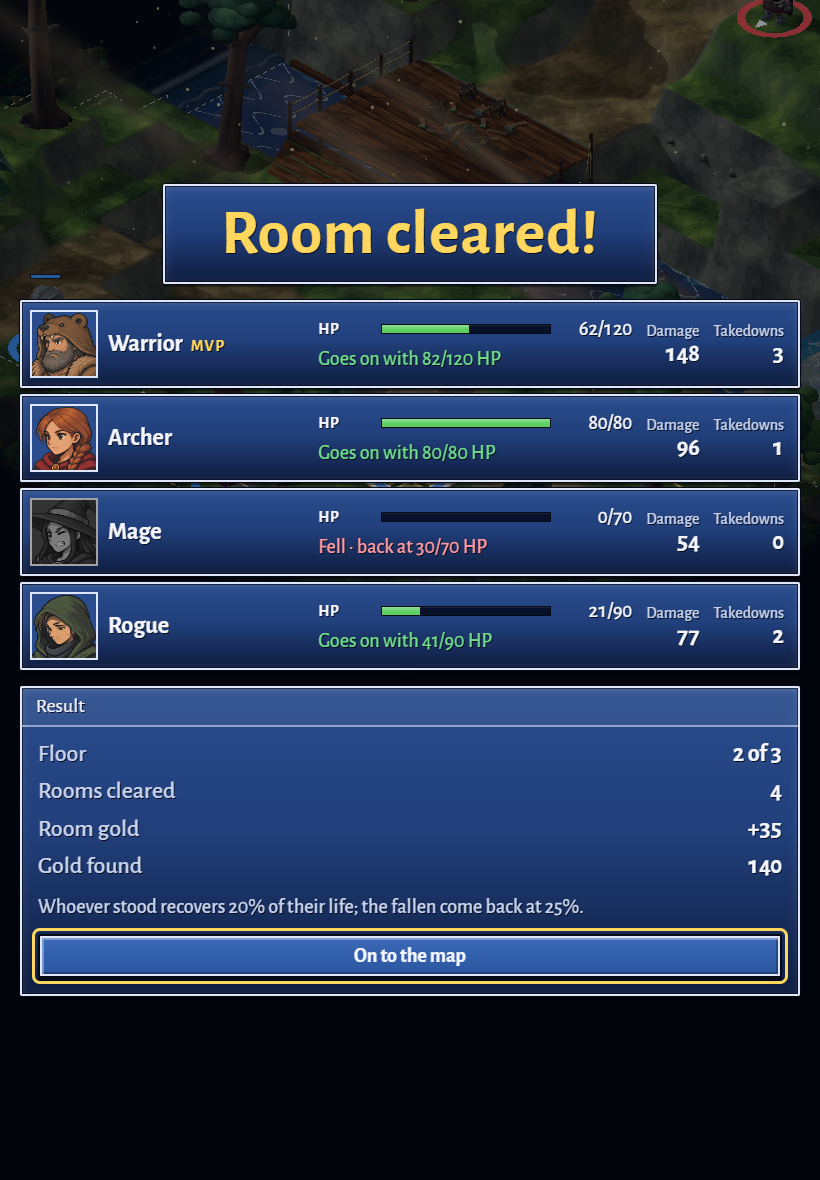 Room cleared!
Warrior MVP
HP 62/120
Goes on with 82/120 HP
Damage Takedowns
148 3
Archer
HP 80/80
Goes on with 80/80 HP
Damage Takedowns
96 1
Mage
HP 0/70
Fell · back at 30/70 HP
Damage Takedowns
54 0
Rogue
HP 21/90
Goes on with 41/90 HP
Damage Takedowns
77 2
Result
Floor 2 of 3
Rooms cleared 4
Room gold +35
Gold found 140
Whoever stood recovers 20% of their life; the fallen come back at 25%.
On to the map